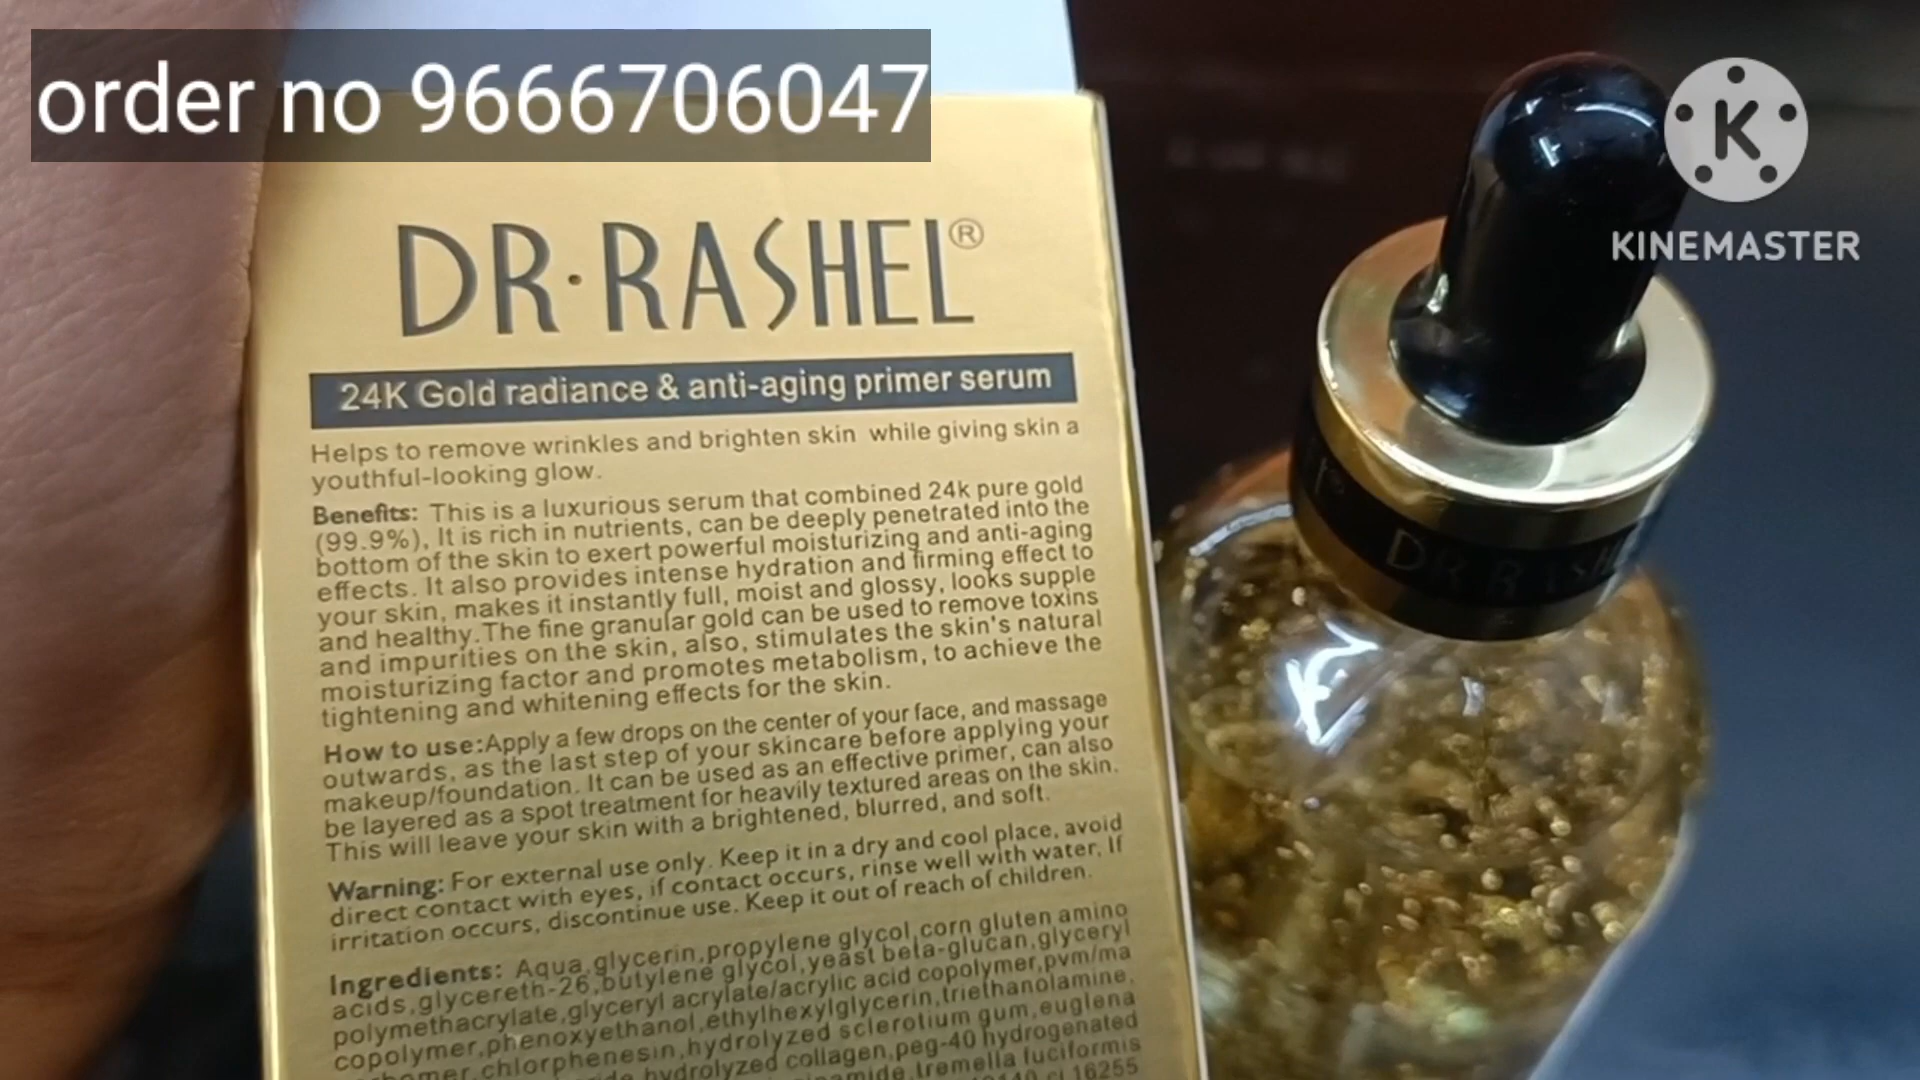 order no 9666706047
K
KINEMASTER
DR·RASHEL®
24K Gold radiance & anti-aging primer serum
Helps to remove wrinkles and brighten skin while giving skin a
youthful-looking glow.
Benefits: This is a luxurious serum that combined 24k pure gold
(99.9%), It is rich in nutrients, can be deeply penetrated into the
bottom of the skin to exert powerful moisturizing and anti-aging
effects. It also provides intense hydration and firming effect to
your skin, makes it instantly full, moist and glossy, looks supple
and healthy.The fine granular gold can be used to remove toxins
and impurities on the skin, also, stimulates the skin's natural
moisturizing factor and promotes metabolism, to achieve the
tightening and whitening effects for the skin.
How to use:Apply a few drops on the center of your face, and massage
outwards, as the last step of your skincare before applying your
makeup/foundation. It can be used as an effective primer, can also
be layered as a spot treatment for heavily textured areas on the skin.
This will leave your skin with a brightened, blurred, and soft.
Warning: For external use only. Keep it in a dry and cool place, avoid
direct contact with eyes, if contact occurs, rinse well with water. If
irritation occurs, discontinue use. Keep it out of reach of children.
Ingredients: Aqua,glycerin,propylene glycol,corn gluten amino
acids,glycereth-26,butylene glycol,yeast beta-glucan,glyceryl
polymethacrylate,glyceryl acrylate/acrylic acid copolymer,pvm/ma
copolymer,phenoxyethanol,ethylhexylglycerin,triethanolamine,
chlorphenesin,hydrolyzed sclerotium gum,euglena
hydrolyzed collagen,peg-40 hydrogenated
tremella fuciformis
ci 16255
DR RASHE